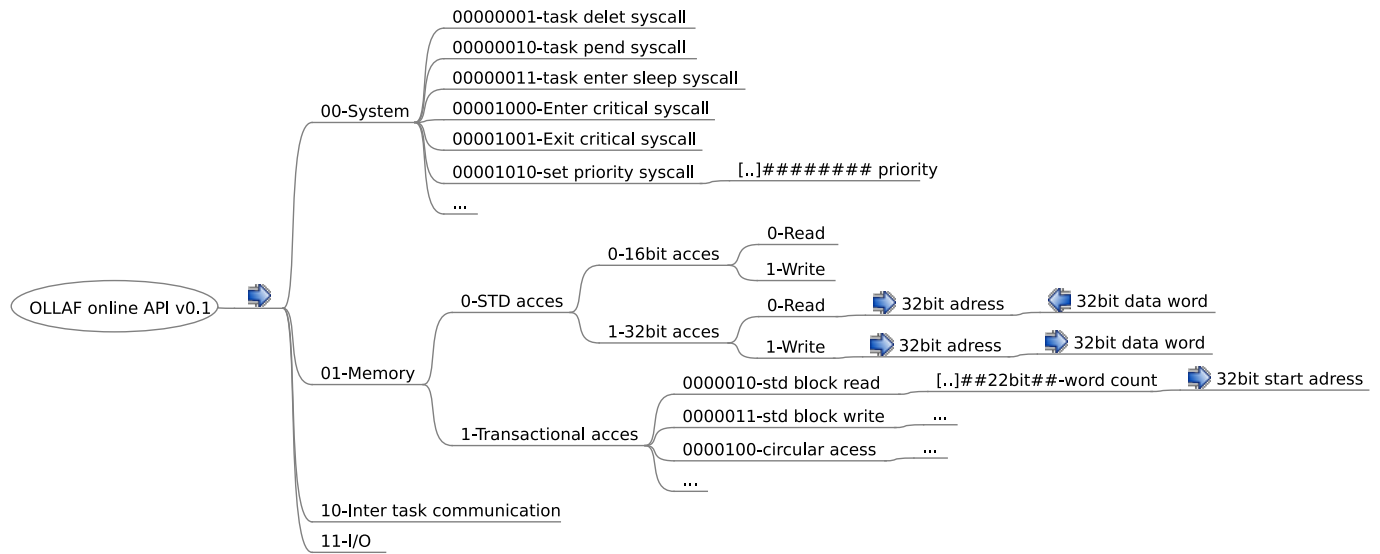 00000001-task delet syscall
00000010-task pend syscall
00000011-task enter sleep syscall
00-System
00001000-Enter critical syscall
00001001-Exit critical syscall
00001010-set priority syscall
[..]######## priority
...
OLLAF online API v0.1
01-Memory
0-STD acces
0-16bit acces
0-Read
1-Write
1-32bit acces
0-Read
32bit adress
32bit data word
1-Write
32bit adress
32bit data word
1-Transactional acces
0000010-std block read
[..]##22bit##-word count
32bit start adress
0000011-std block write
...
0000100-circular acess
...
...
10-Inter task communication
11-I/O